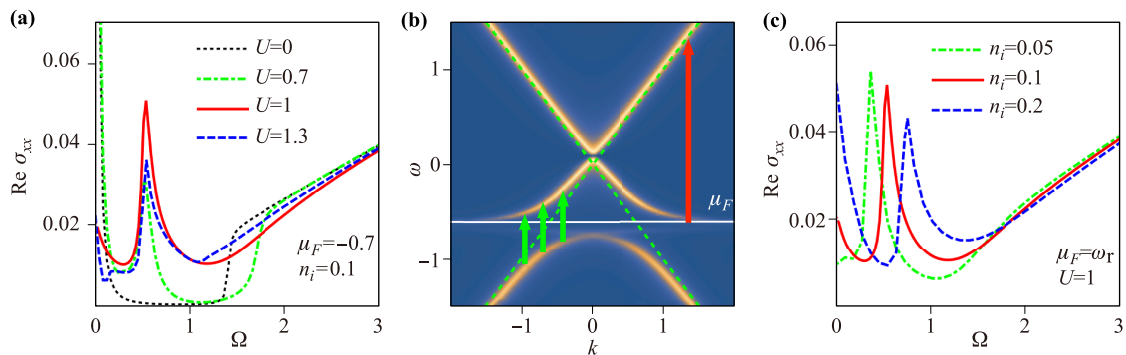 (a)
0.06
0.04
0.02
Re σxx
U=0
U=0.7
U=1
U=1.3
μF=−0.7
ni=0.1
0
1
2
3
Ω
(b)
1
0
−1
ω
μF
−1
0
1
k
(c)
0.06
0.04
0.02
Re σxx
ni=0.05
ni=0.1
ni=0.2
μF=ωr
U=1
0
1
2
3
Ω